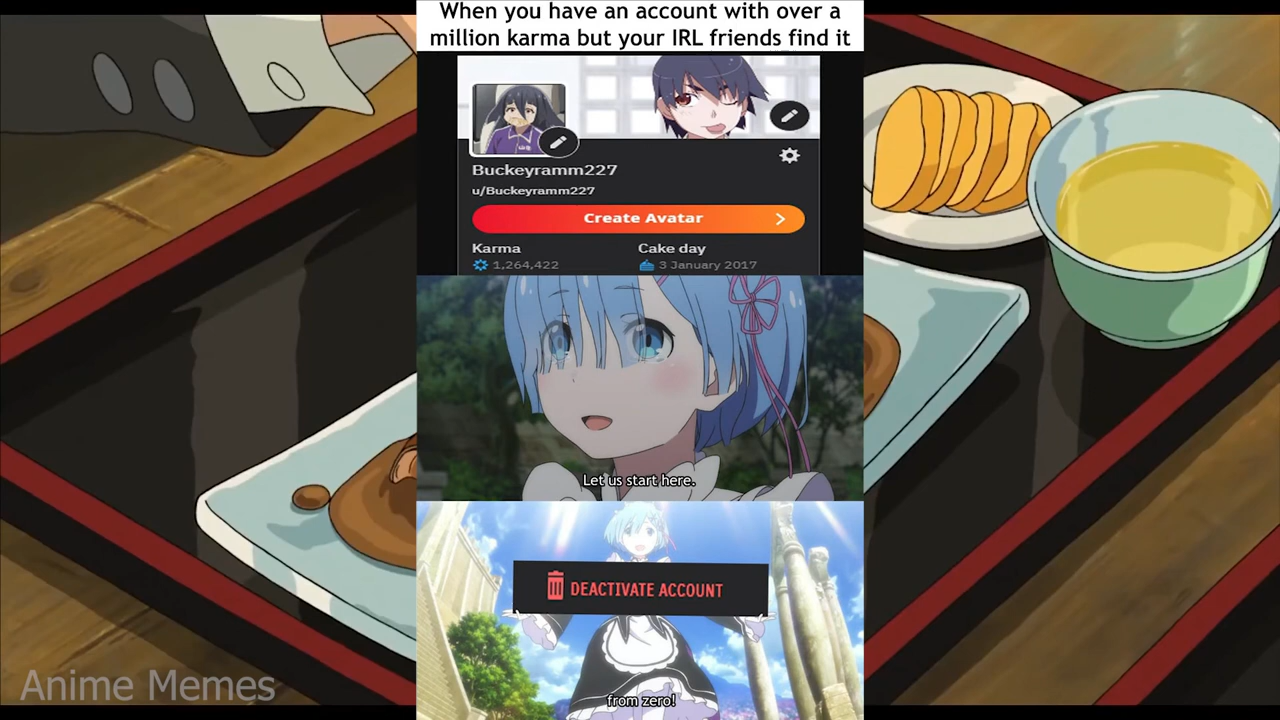 When you have an account with over a
million karma but your IRL friends find it
Buckeyramm227
u/Buckeyramm227
Create Avatar
Karma Cake day
1,264,422 3 January 2017
Let us start here.
DEACTIVATE ACCOUNT
from zero!
Anime Memes